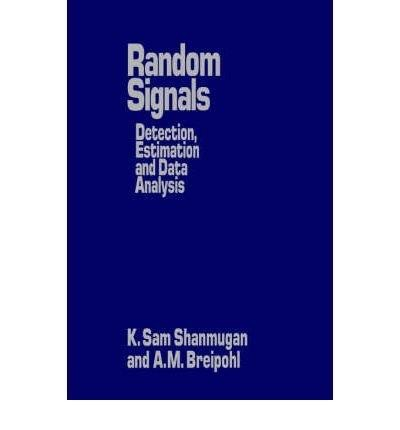 Random
Signals
Detection,
Estimation
and Data
Analysis
K. Sam Shanmugan
and A.M. Breipohl